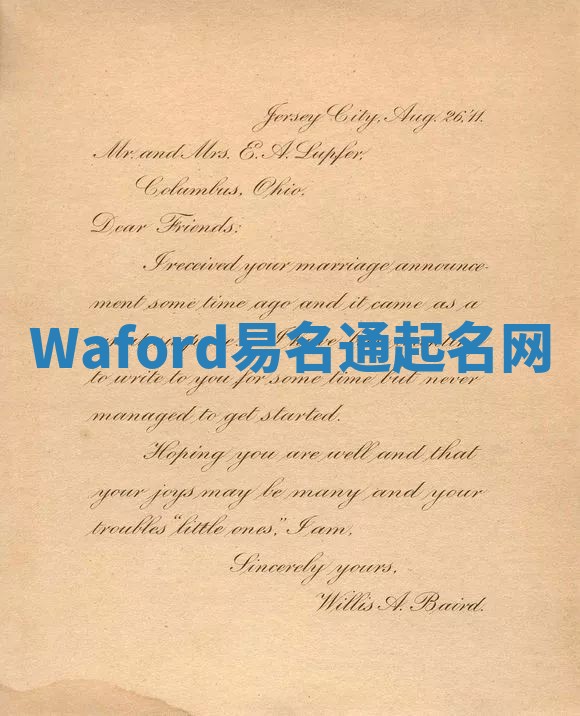 Jersey City, Aug. 26,'11.
Mr. and Mrs. E. A. Lupfer,
Columbus, Ohio.
Dear Friends:
I received your marriage announce-
ment some time ago and it came as a
Waford易名通起名网
to write to you for some time but never
managed to get started.
Hoping you are well and that
your joys may be many and your
troubles "little ones," I am,
Sincerely yours,
Willis A. Baird.